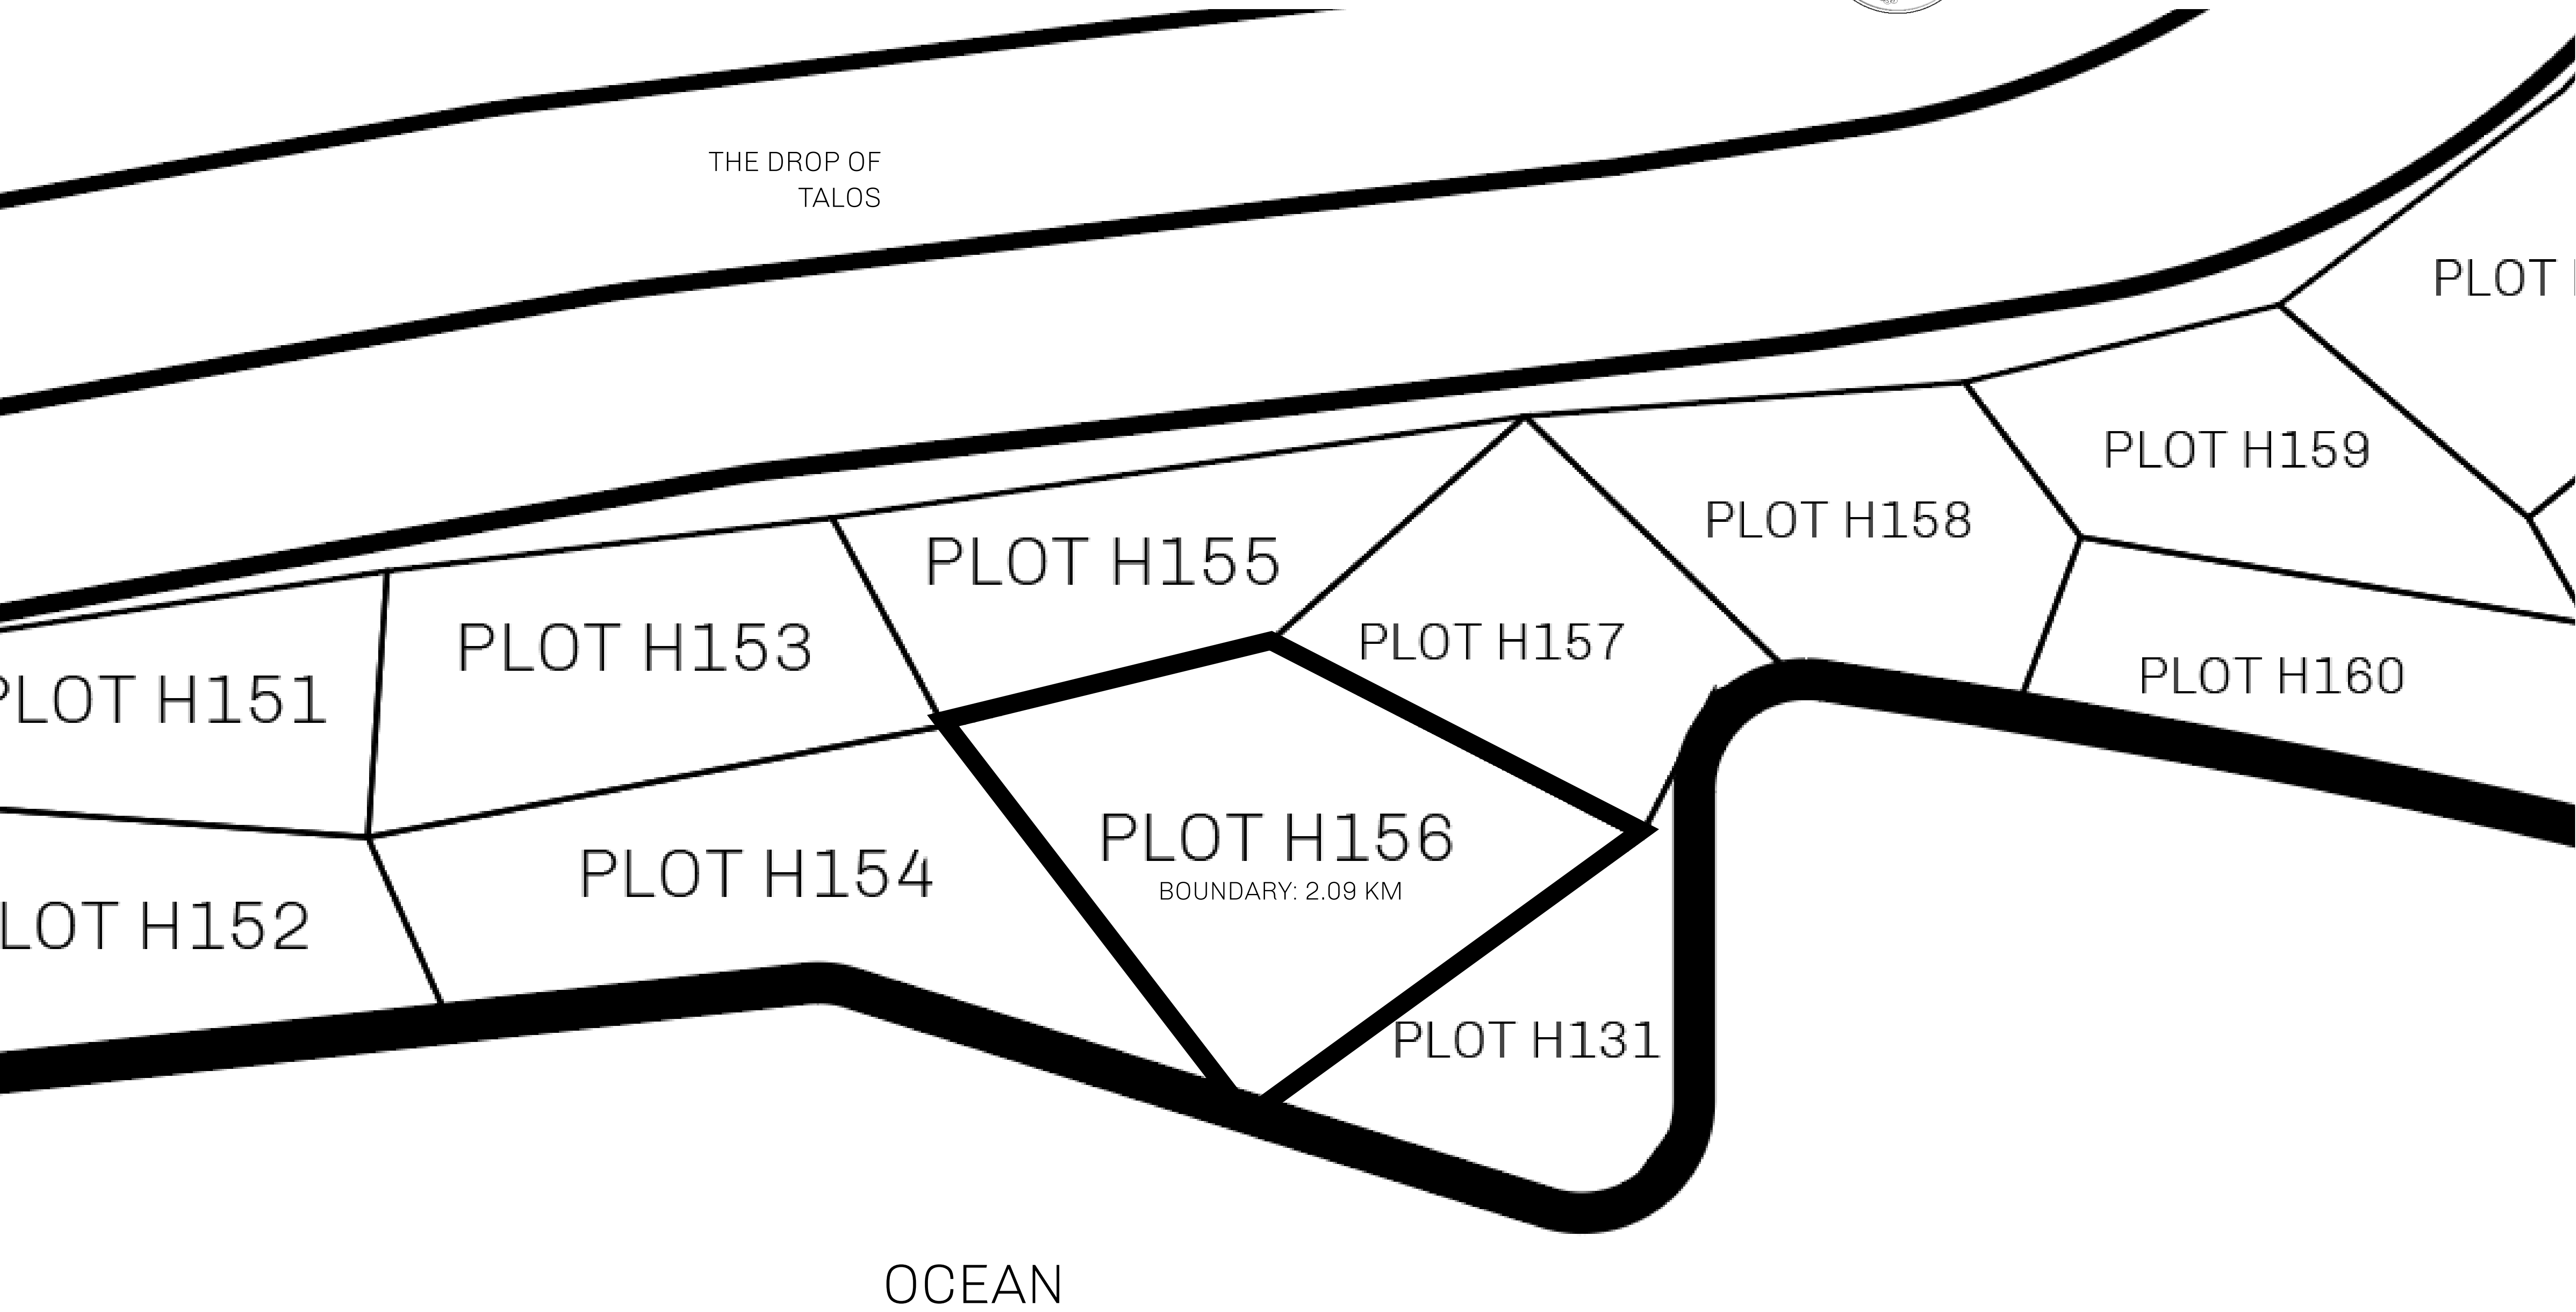 THE DROP OF
TALOS
PLOT
PLOT H159
PLOT H158
PLOT H155
PLOT H157
PLOT H153
PLOT H160
PLOT H151
PLOT H156
BOUNDARY: 2.09 KM
PLOT H154
LOT H152
PLOT H131
OCEAN